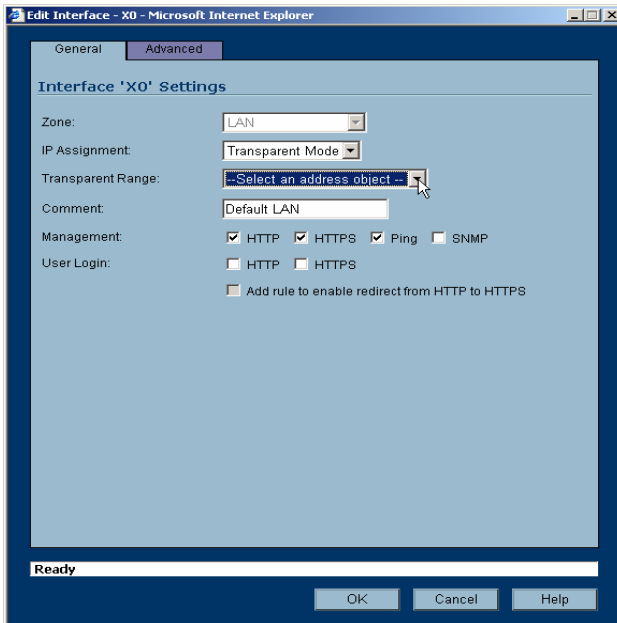 Edit Interface - X0 - Microsoft Internet Explorer
General Advanced
Interface 'X0' Settings
Zone: LAN
IP Assignment: Transparent Mode
Transparent Range: --Select an address object --
Comment: Default LAN
Management: HTTP HTTPS Ping SNMP
User Login: HTTP HTTPS
Add rule to enable redirect from HTTP to HTTPS
Ready
OK Cancel Help